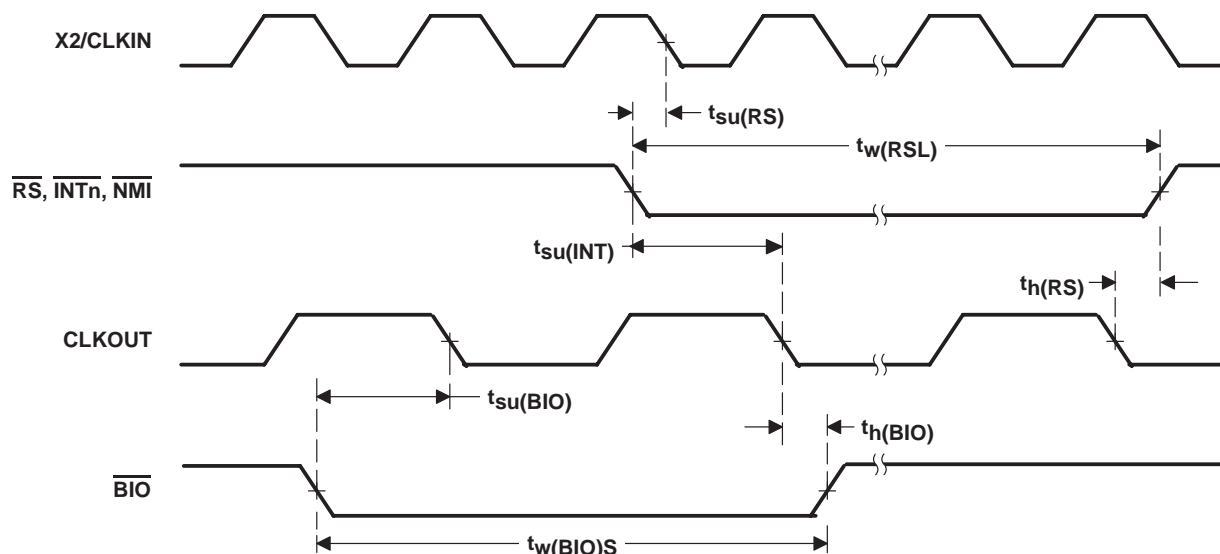 X2/CLKIN
tsu(RS)
tw(RSL)
RS, INTn, NMI
tsu(INT)
th(RS)
CLKOUT
tsu(BIO)
th(BIO)
BIO
tw(BIO)S